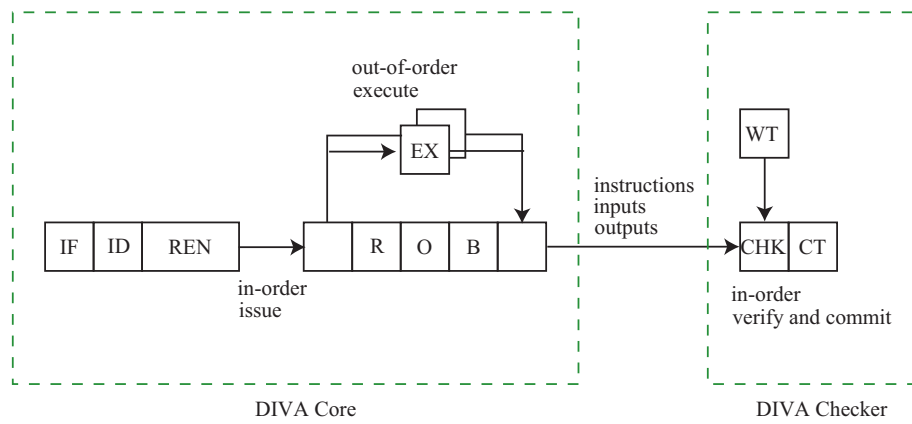 out-of-order
execute
EX
WT
instructions
inputs
outputs
IF ID REN
R O B
CHK CT
in-order
issue
in-order
verify and commit
DIVA Core
DIVA Checker